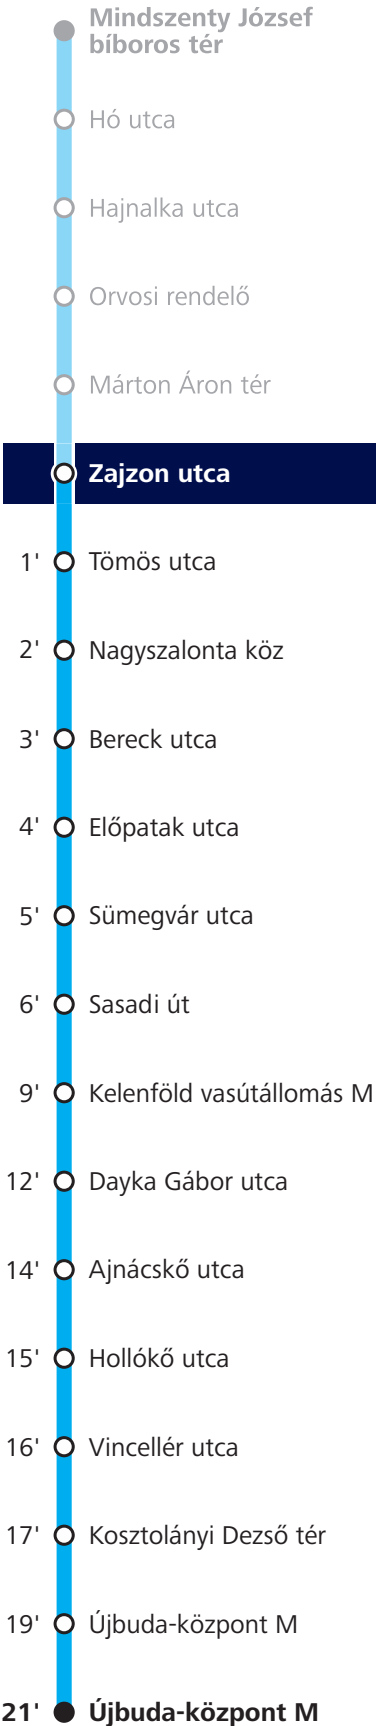 Mindszenty József
bíboros tér
Hó utca
Hajnalka utca
Orvosi rendelő
Márton Áron tér
Zajzon utca
1' Tömös utca
2' Nagyszalonta köz
3' Bereck utca
4' Előpatak utca
5' Sümegvár utca
6' Sasadi út
9' Kelenföld vasútállomás M
12' Dayka Gábor utca
14' Ajnácskő utca
15' Hollókő utca
16' Vincellér utca
17' Kosztolányi Dezső tér
19' Újbuda-központ M
21' Újbuda-központ M